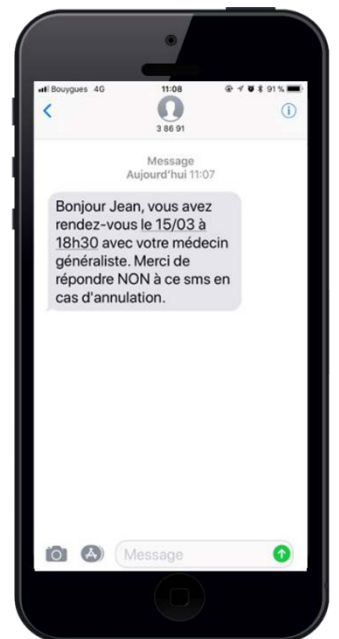 Bouygues 4G 11:08 91 %
3 86 91
Message
Aujourd'hui 11:07
Bonjour Jean, vous avez
rendez-vous le 15/03 à
18h30 avec votre médecin
généraliste. Merci de
répondre NON à ce sms en
cas d'annulation.
Message